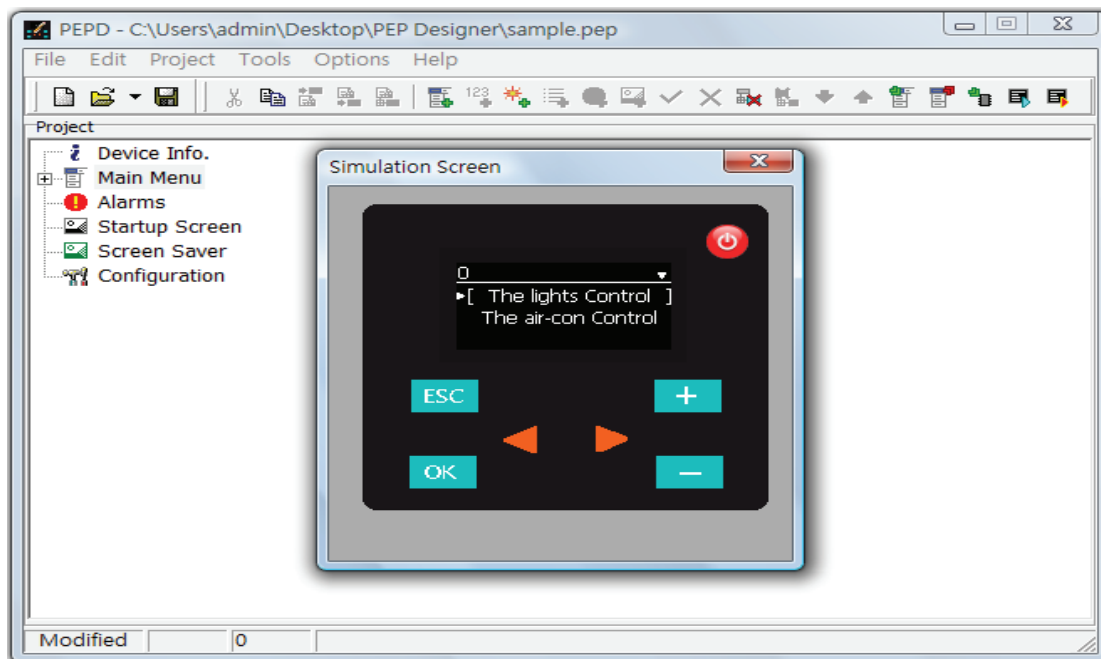 PEPD - C:\Users\admin\Desktop\PEP Designer\sample.pep
File Edit Project Tools Options Help
123
Project
Device Info.
Main Menu
Alarms
Startup Screen
Screen Saver
Configuration
Simulation Screen
0
[ The lights Control ]
The air-con Control
ESC
+
OK
−
Modified 0